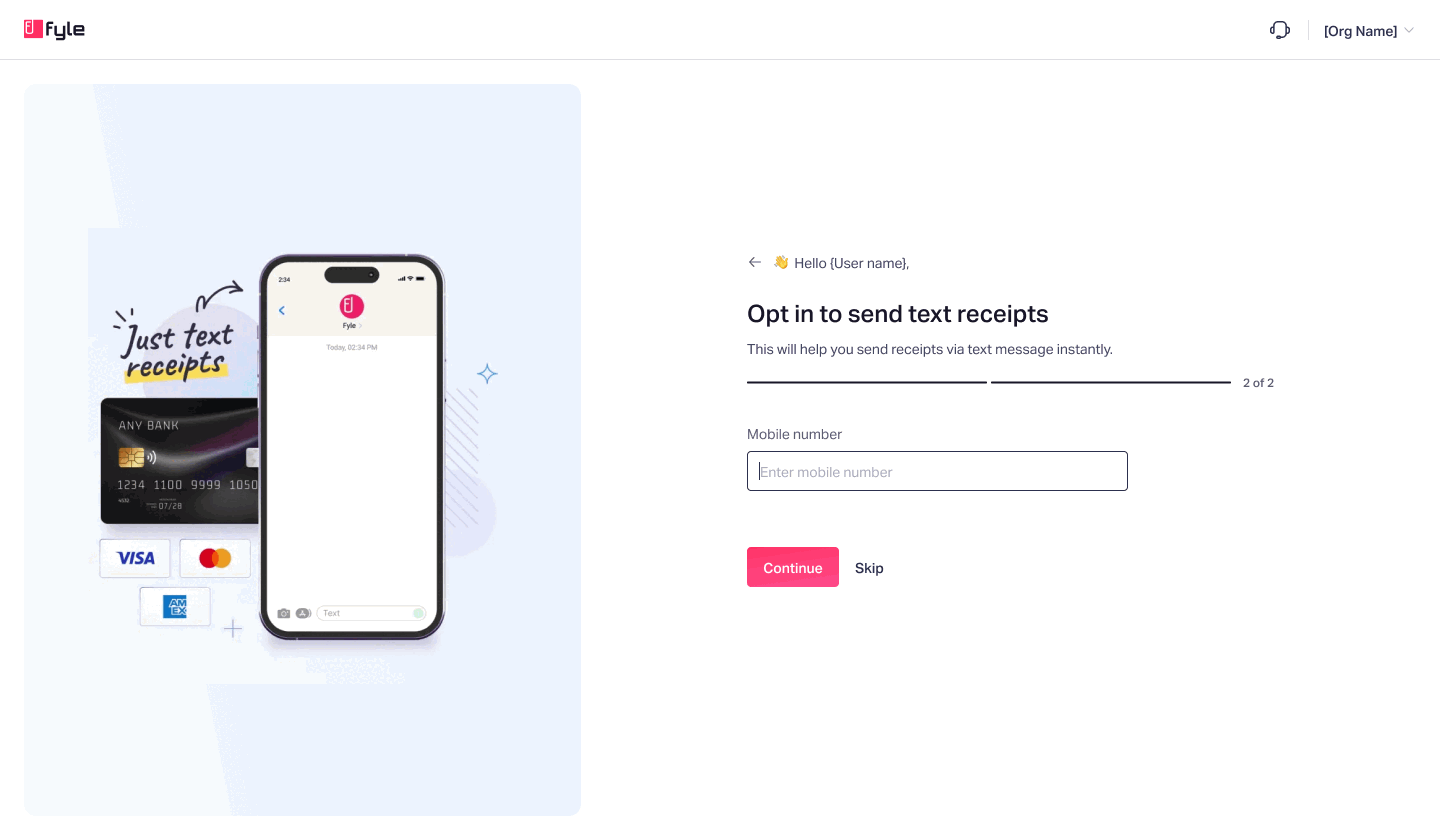 fyle
[Org Name]
👋 Hello {User name},
Opt in to send text receipts
This will help you send receipts via text message instantly.
2 of 2
Mobile number
Enter mobile number
Continue
Skip
Just text
receipts
2:34
Fyle
Today, 02:34 PM
Text
ANY BANK
1234 1100 9999 1050
07/28
VISA
AM
EX